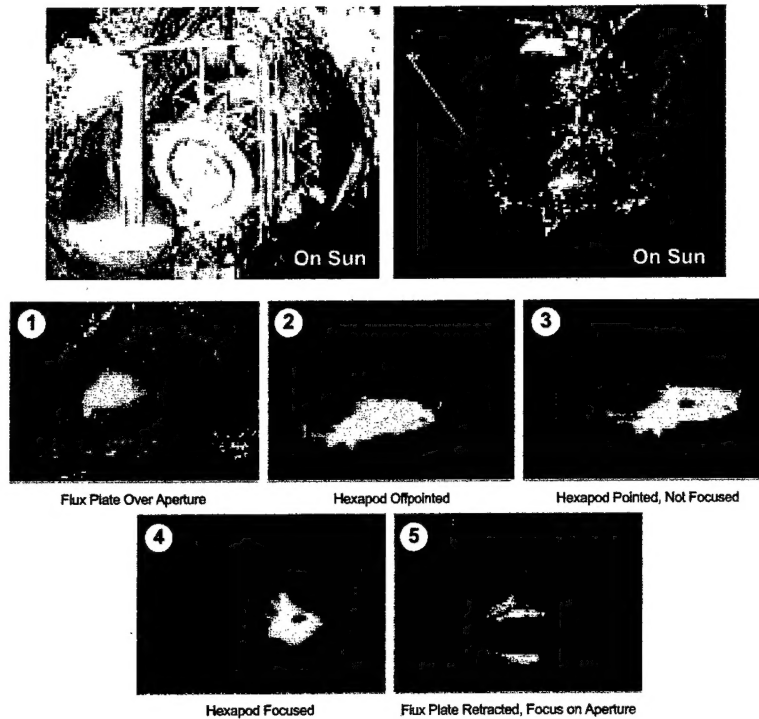 On Sun
On Sun
1
2
3
Flux Plate Over Aperture
Hexapod Offpointed
Hexapod Pointed, Not Focused
4
5
Hexapod Focused
Flux Plate Retracted, Focus on Aperture